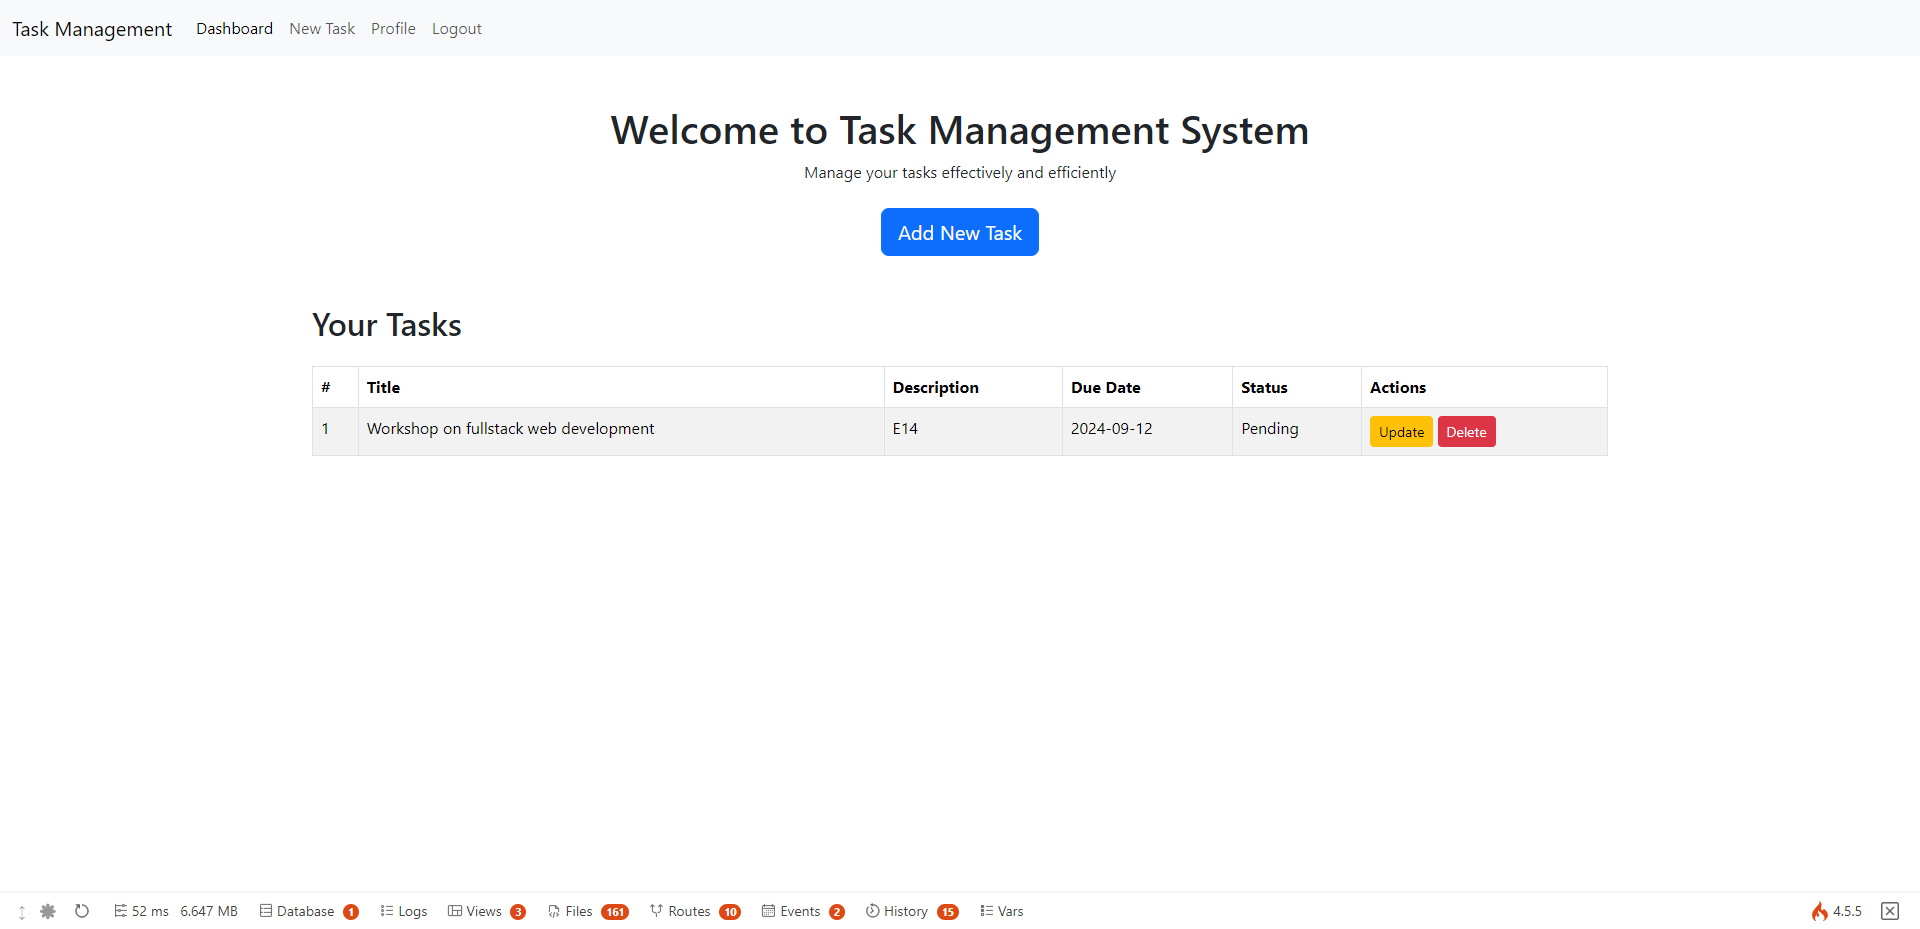 Task Management Dashboard New Task Profile Logout
Welcome to Task Management System
Manage your tasks effectively and efficiently
Add New Task
Your Tasks
# Title Description Due Date Status Actions
1 Workshop on fullstack web development E14 2024-09-12 Pending Update Delete
52 ms 6.647 MB Database 1 Logs Views 3 Files 161 Routes 10 Events 2 History 15 Vars 4.5.5